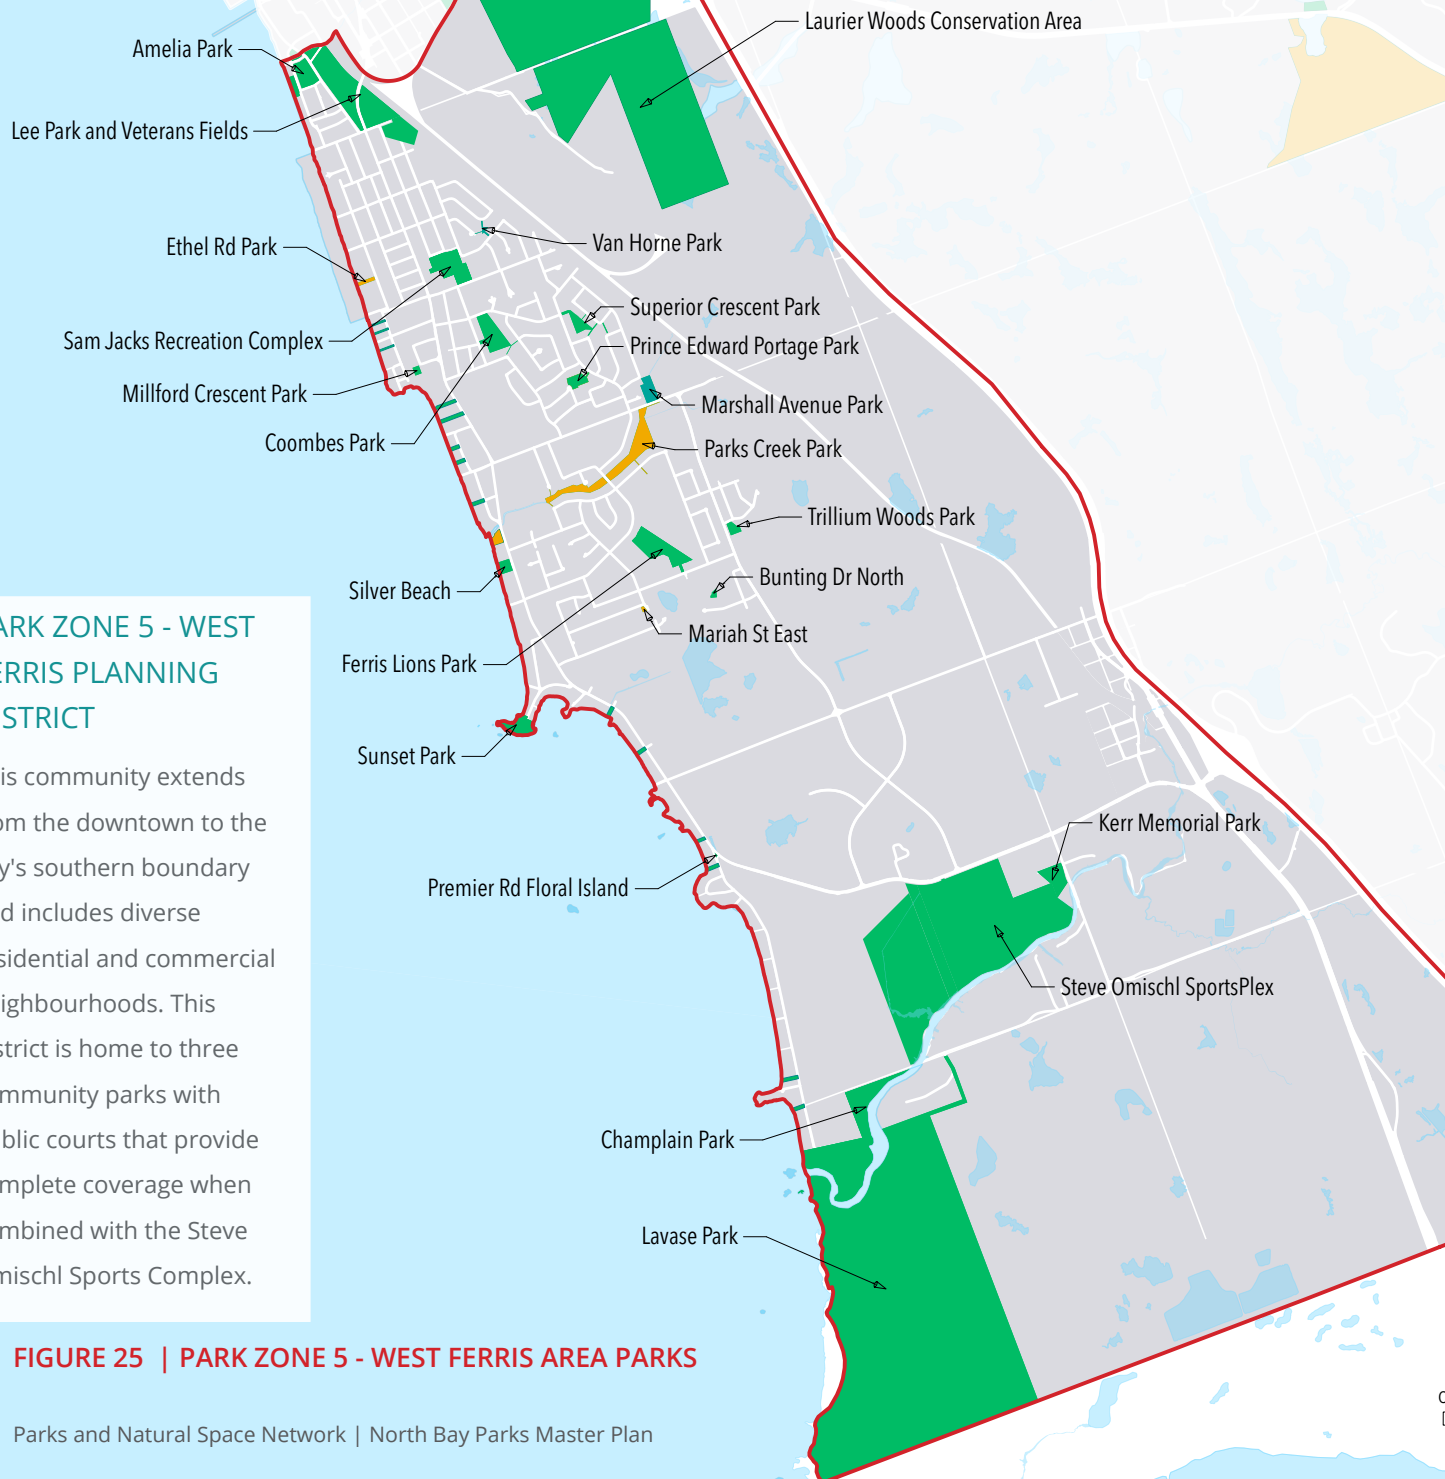 Laurier Woods Conservation Area
Amelia Park
Lee Park and Veterans Fields
Van Horne Park
Ethel Rd Park
Superior Crescent Park
Sam Jacks Recreation Complex
Prince Edward Portage Park
Millford Crescent Park
Marshall Avenue Park
Coombes Park
Parks Creek Park
Trillium Woods Park
Bunting Dr North
Silver Beach
Mariah St East
Ferris Lions Park
Sunset Park
Kerr Memorial Park
Premier Rd Floral Island
Steve Omischl SportsPlex
Champlain Park
Lavase Park
ARK ZONE 5 - WEST
ERRIS PLANNING
STRICT
is community extends
om the downtown to the
y's southern boundary
d includes diverse
sidential and commercial
ighbourhoods. This
strict is home to three
mmunity parks with
blic courts that provide
mplete coverage when
mbined with the Steve
mischl Sports Complex.
FIGURE 25 | PARK ZONE 5 - WEST FERRIS AREA PARKS
Parks and Natural Space Network | North Bay Parks Master Plan